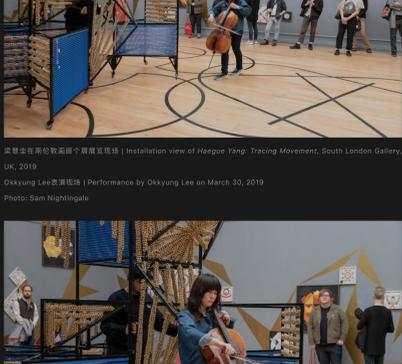 梁慧圭在南伦敦画廊个展展览现场 | Installation view of Haegue Yang: Tracing Movement, South London Gallery,
UK, 2019
Okkyung Lee表演现场 | Performance by Okkyung Lee on March 30, 2019
Photo: Sam Nightingale